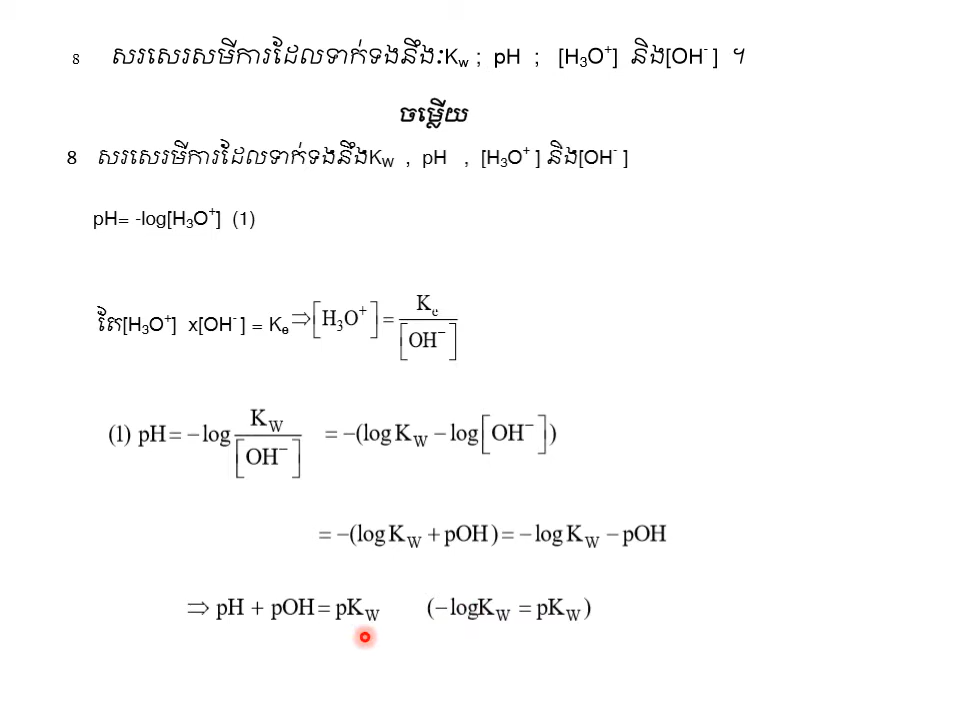 8 សរសេរសមីការដែលទាក់ទងនឹង:Kw ; pH ; [H₃O⁺] និង[OH⁻ ] ។
ចម្លើយ
8 សរសេរមីការដែលទាក់ទងនឹងKW , pH , [H₃O⁺ ] និង[OH⁻ ]
pH= -log[H₃O⁺] (1)
តែ[H₃O⁺] x[OH⁻ ] = Ke ⇒[H₃O⁺] = Ke/[OH⁻]
(1) pH = −log KW/[OH⁻] = −(log KW − log[OH⁻])
= −(log KW + pOH) = −log KW − pOH
⇒ pH + pOH = pKW (−logKW = pKW)